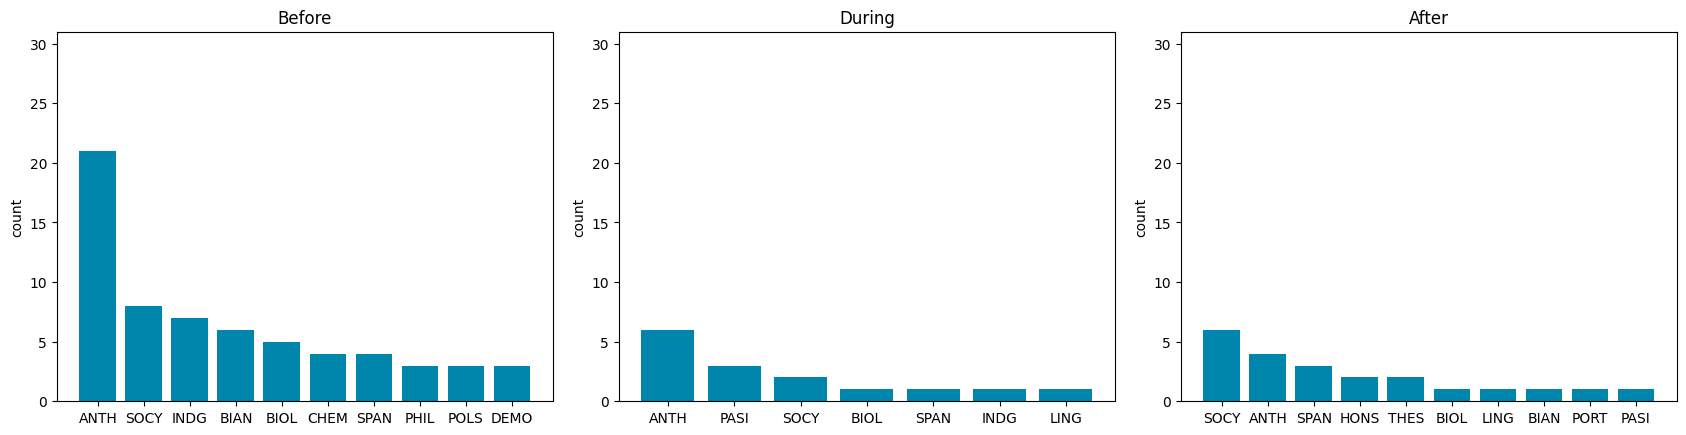 Before
30
25
20
15
10
5
0
count
ANTH SOCY INDG BIAN BIOL CHEM SPAN PHIL POLS DEMO
During
30
25
20
15
10
5
0
count
ANTH PASI SOCY BIOL SPAN INDG LING
After
30
25
20
15
10
5
0
count
SOCY ANTH SPAN HONS THES BIOL LING BIAN PORT PASI